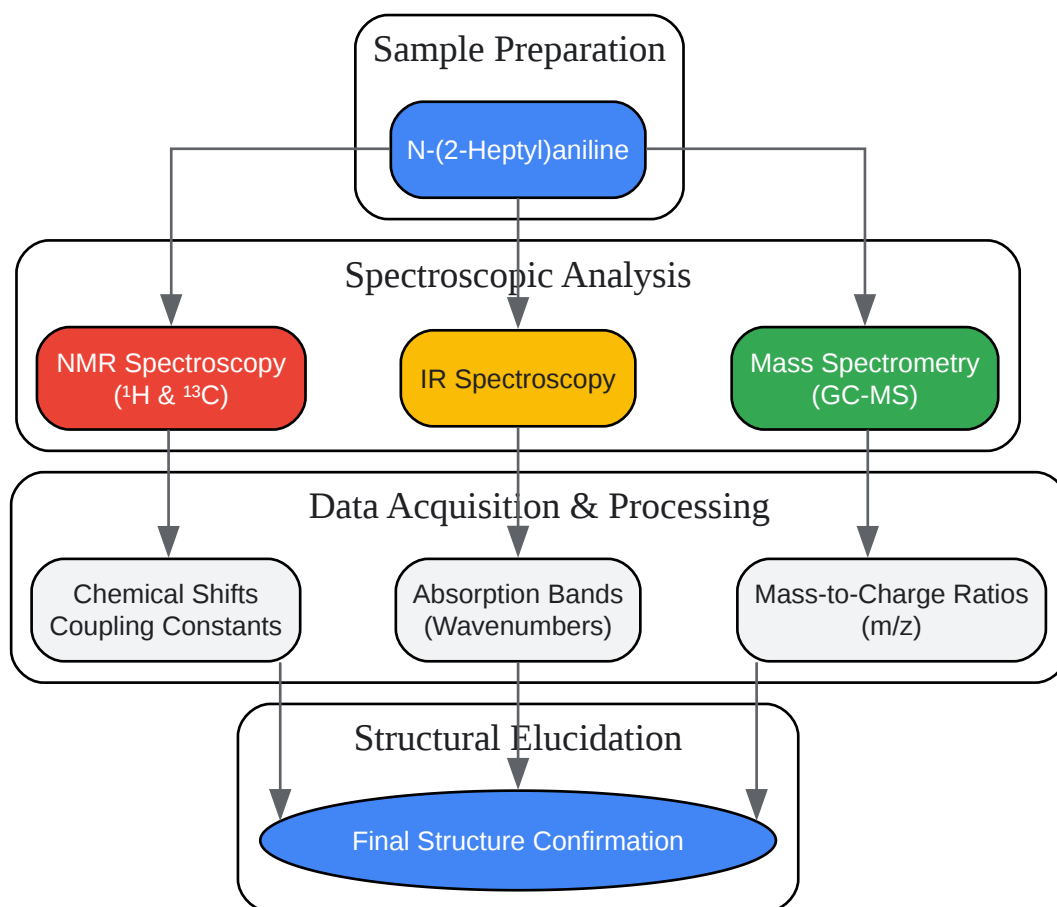 Sample Preparation
N-(2-Heptyl)aniline
Spectroscopic Analysis
NMR Spectroscopy
(¹H & ¹³C)
IR Spectroscopy
Mass Spectrometry
(GC-MS)
Data Acquisition & Processing
Chemical Shifts
Coupling Constants
Absorption Bands
(Wavenumbers)
Mass-to-Charge Ratios
(m/z)
Structural Elucidation
Final Structure Confirmation